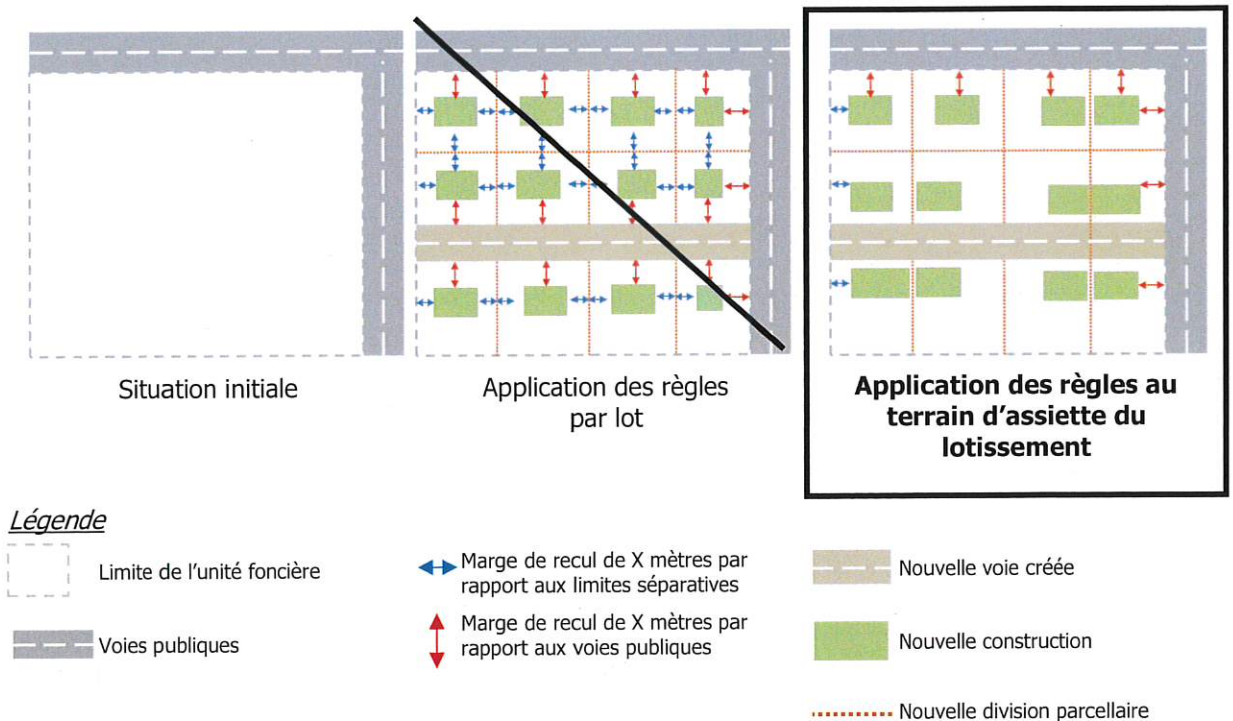 Situation initiale
Application des règles
par lot
Application des règles au
terrain d'assiette du
lotissement
Légende
Limite de l'unité foncière
Voies publiques
Marge de recul de X mètres par
rapport aux limites séparatives
Marge de recul de X mètres par
rapport aux voies publiques
Nouvelle voie créée
Nouvelle construction
Nouvelle division parcellaire